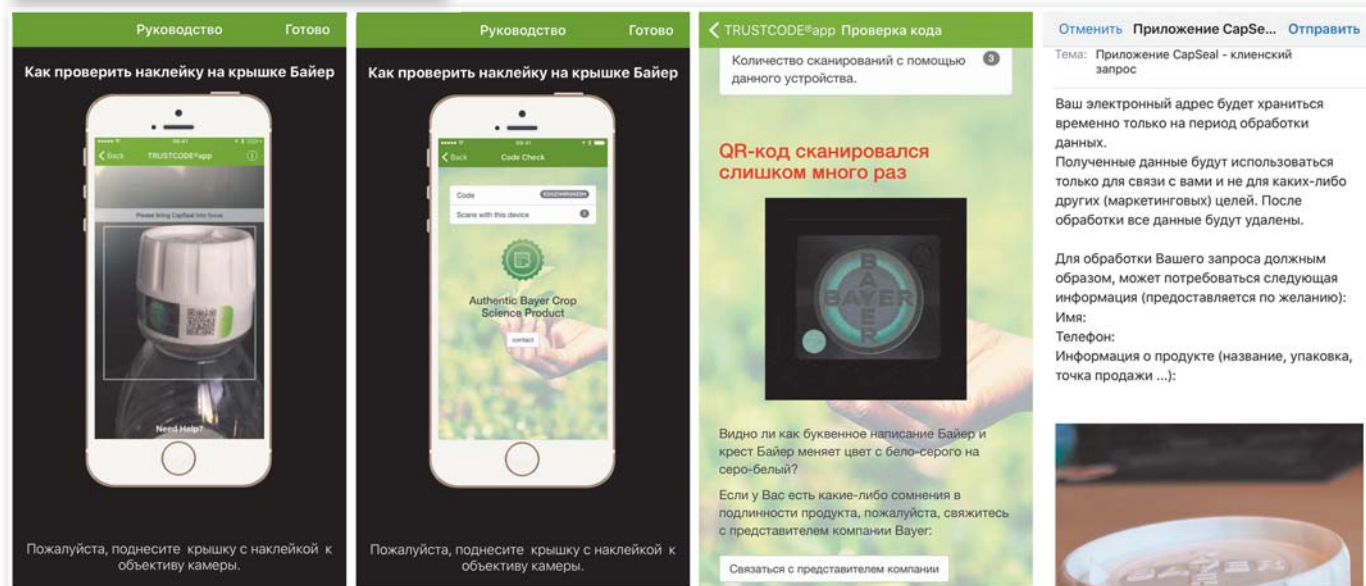 Руководство
Готово
Как проверить наклейку на крышке Байер
09:41
Back
TRUSTCODE®app
Please bring CapSeal into focus
Need Help?
Пожалуйста, поднесите крышку с наклейкой к
объективу камеры.
Руководство
Готово
Как проверить наклейку на крышке Байер
09:41
Back
Code Check
Code
Scans with this device
Authentic Bayer Crop
Science Product
contact
Пожалуйста, поднесите крышку с наклейкой к
объективу камеры.
TRUSTCODE®app Проверка кода
Количество сканирований с помощью
данного устройства.
3
QR-код сканировался
слишком много раз
BAYER
BAYER
Видно ли как буквенное написание Байер и
крест Байер меняет цвет с бело-серого на
серо-белый?
Если у Вас есть какие-либо сомнения в
подлинности продукта, пожалуйста, свяжитесь
с представителем компании Bayer:
Связаться с представителем компании
Отменить Приложение CapSe... Отправить
Тема: Приложение CapSeal - клиенский
запрос
Ваш электронный адрес будет храниться
временно только на период обработки
данных.
Полученные данные будут использоваться
только для связи с вами и не для каких-либо
других (маркетинговых) целей. После
обработки все данные будут удалены.
Для обработки Вашего запроса должным
образом, может потребоваться следующая
информация (предоставляется по желанию):
Имя:
Телефон:
Информация о продукте (название, упаковка,
точка продажи ...):